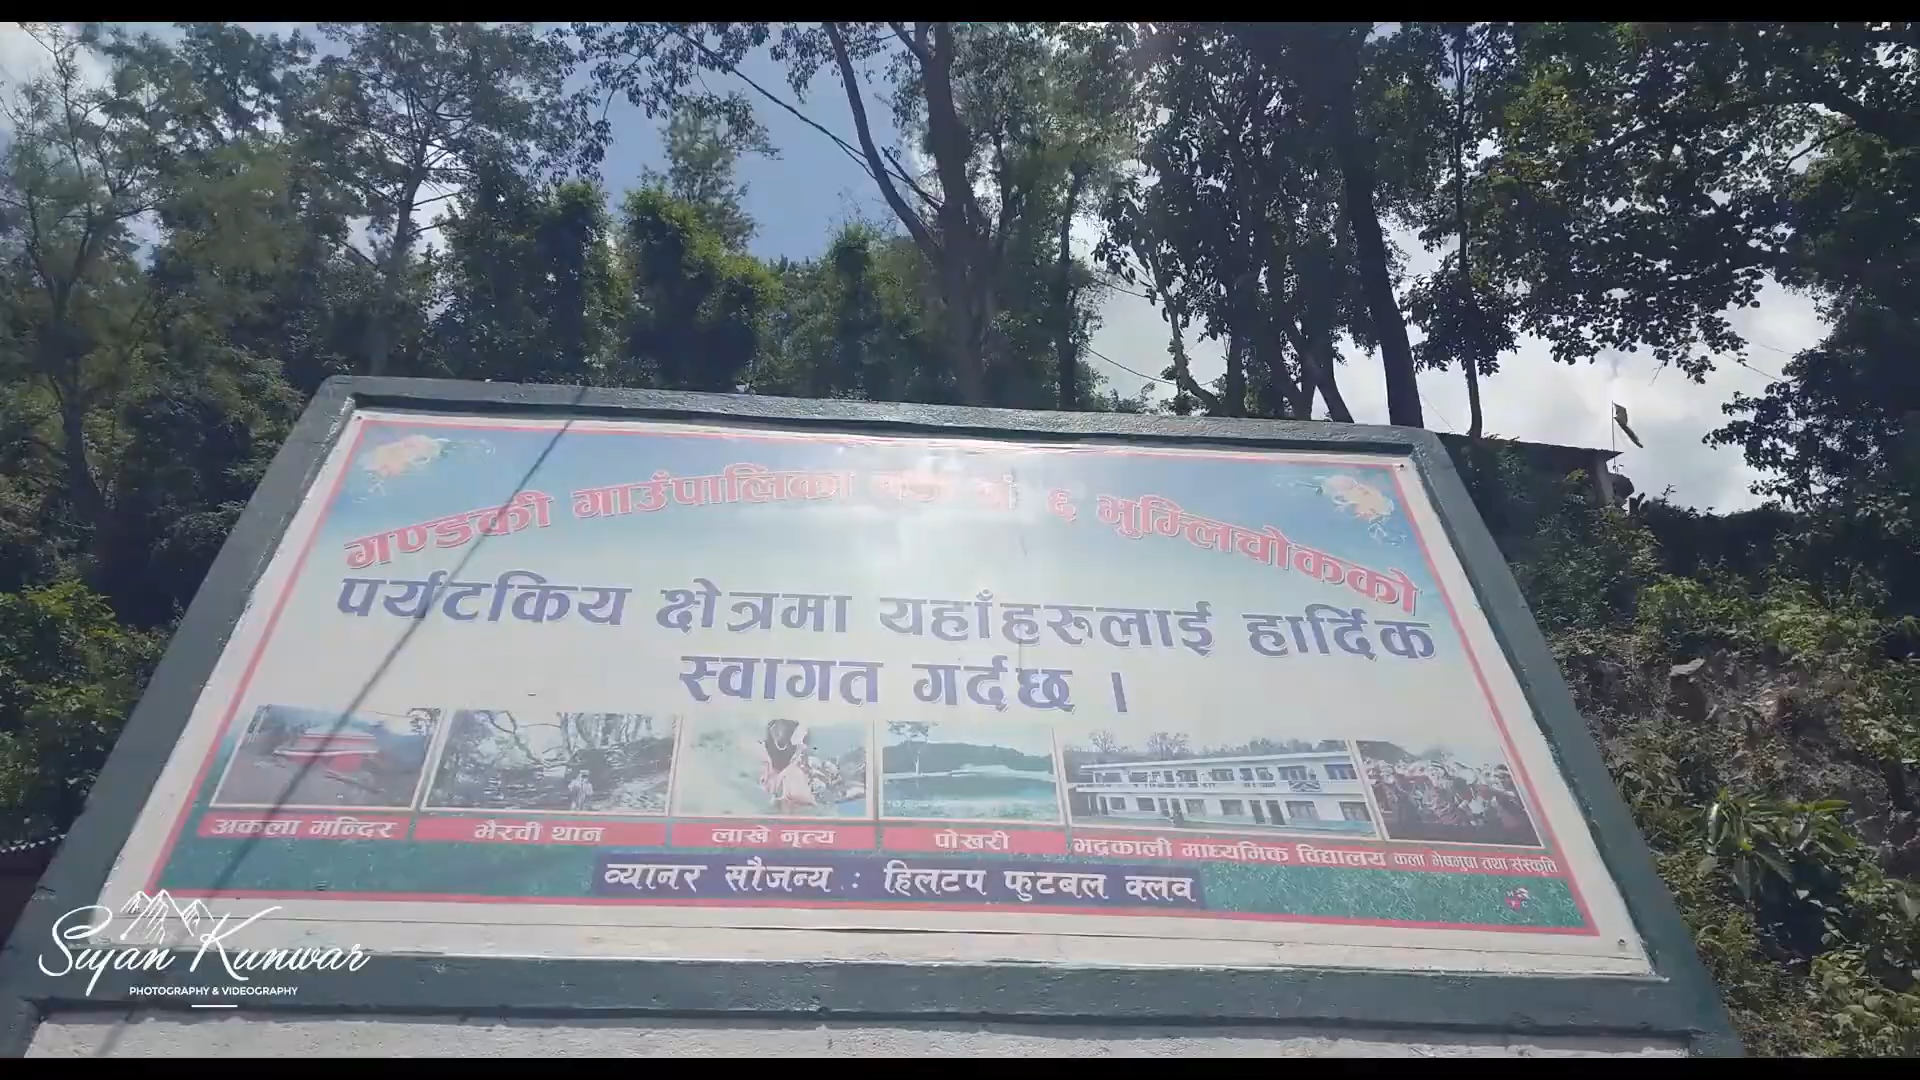 गण्डकी गाउँपालिका वडा नं ६ भुम्लिचोकको
पर्यटकिय क्षेत्रमा यहाँहरुलाई हार्दिक
स्वागत गर्दछ ।
अकला मन्दिर
भैरवी थान
लाखे नृत्य
पोखरी
भद्रकाली माध्यमिक विद्यालय
कला भेषभुषा तथा संस्कृति
व्यानर सौजन्य : हिलटप फुटबल क्लव
Sujan Kunwar
PHOTOGRAPHY & VIDEOGRAPHY